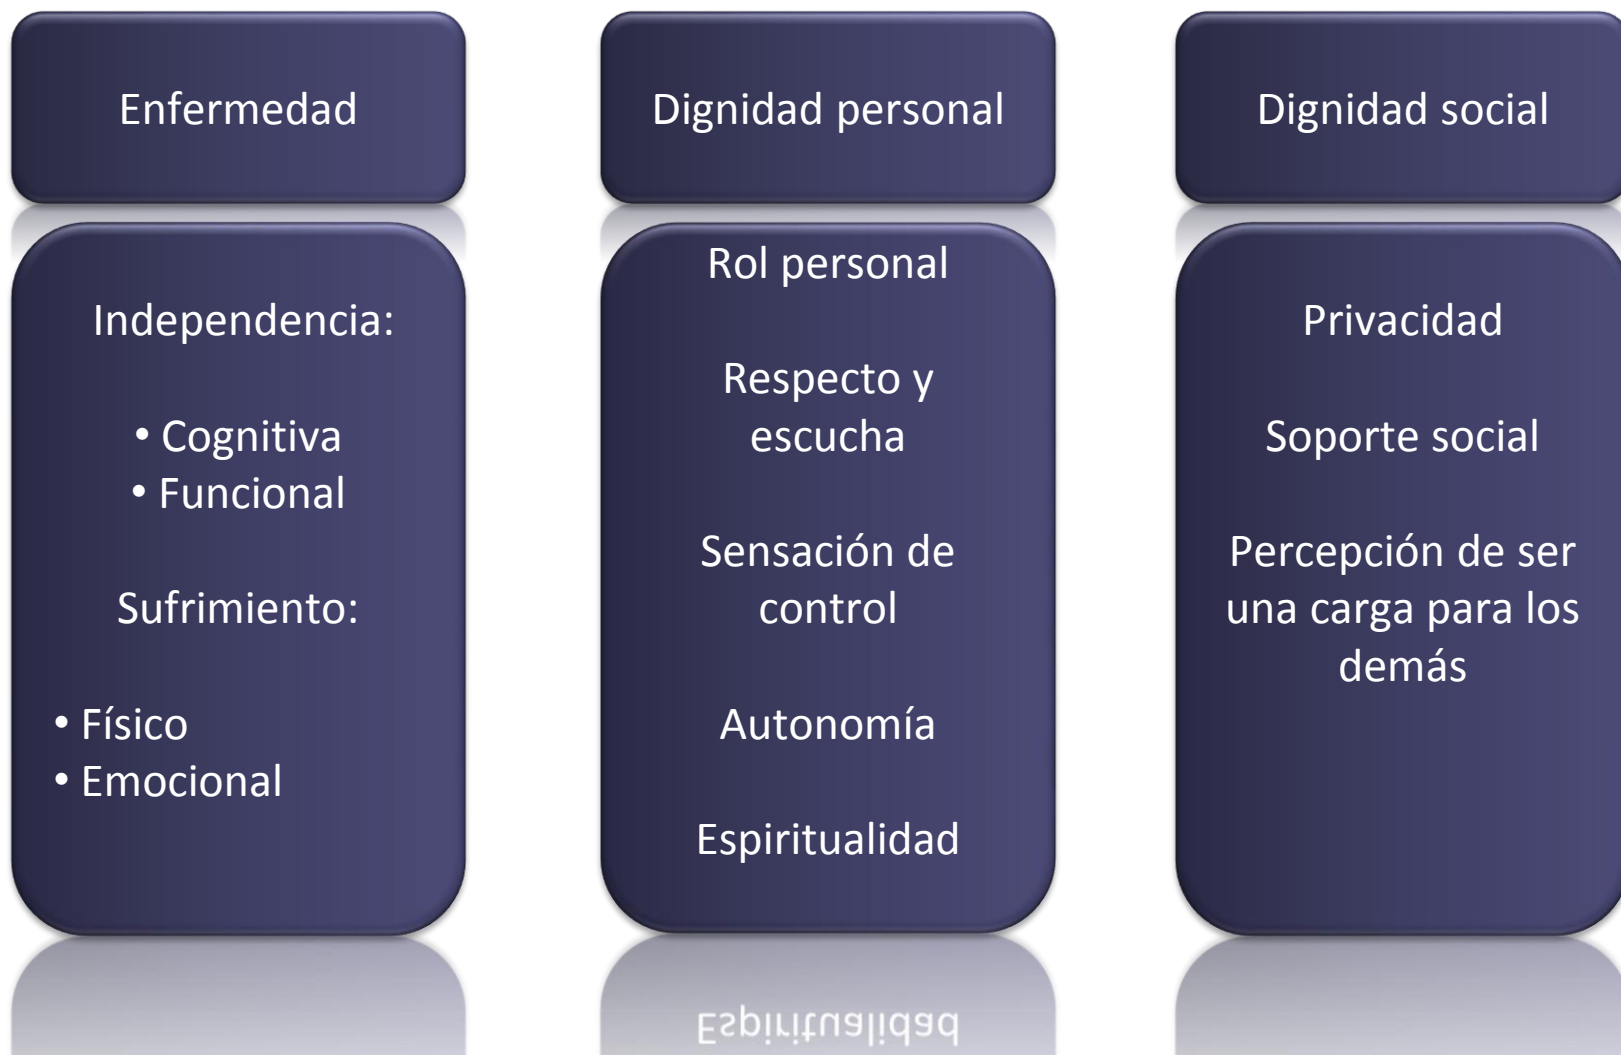 Enfermedad
Independencia:
• Cognitiva
• Funcional
Sufrimiento:
• Físico
• Emocional
Dignidad personal
Rol personal
Respecto y
escucha
Sensación de
control
Autonomía
Espiritualidad
Dignidad social
Privacidad
Soporte social
Percepción de ser
una carga para los
demás